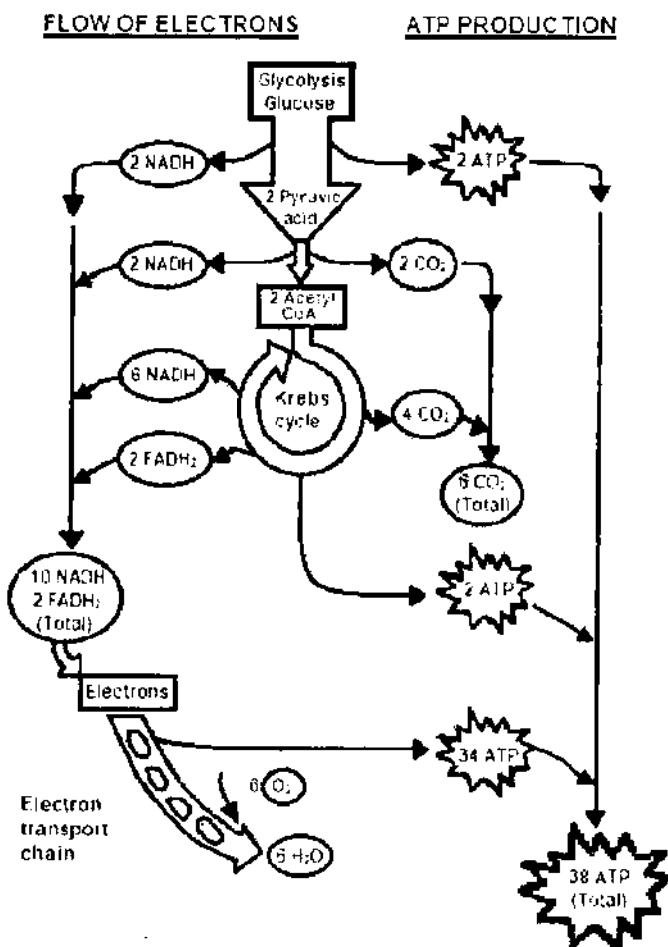 FLOW OF ELECTRONS
ATP PRODUCTION
Glycolysis
Glucose
2 NADH
2 ATP
2 Pyruvic
acid
2 NADH
2 CO₂
2 Acetyl
CoA
6 NADH
Krebs
cycle
4 CO₂
2 FADH₂
6 CO₂
(Total)
10 NADH
2 FADH₂
(Total)
2 ATP
Electrons
34 ATP
6 O₂
Electron
transport
chain
6 H₂O
38 ATP
(Total)